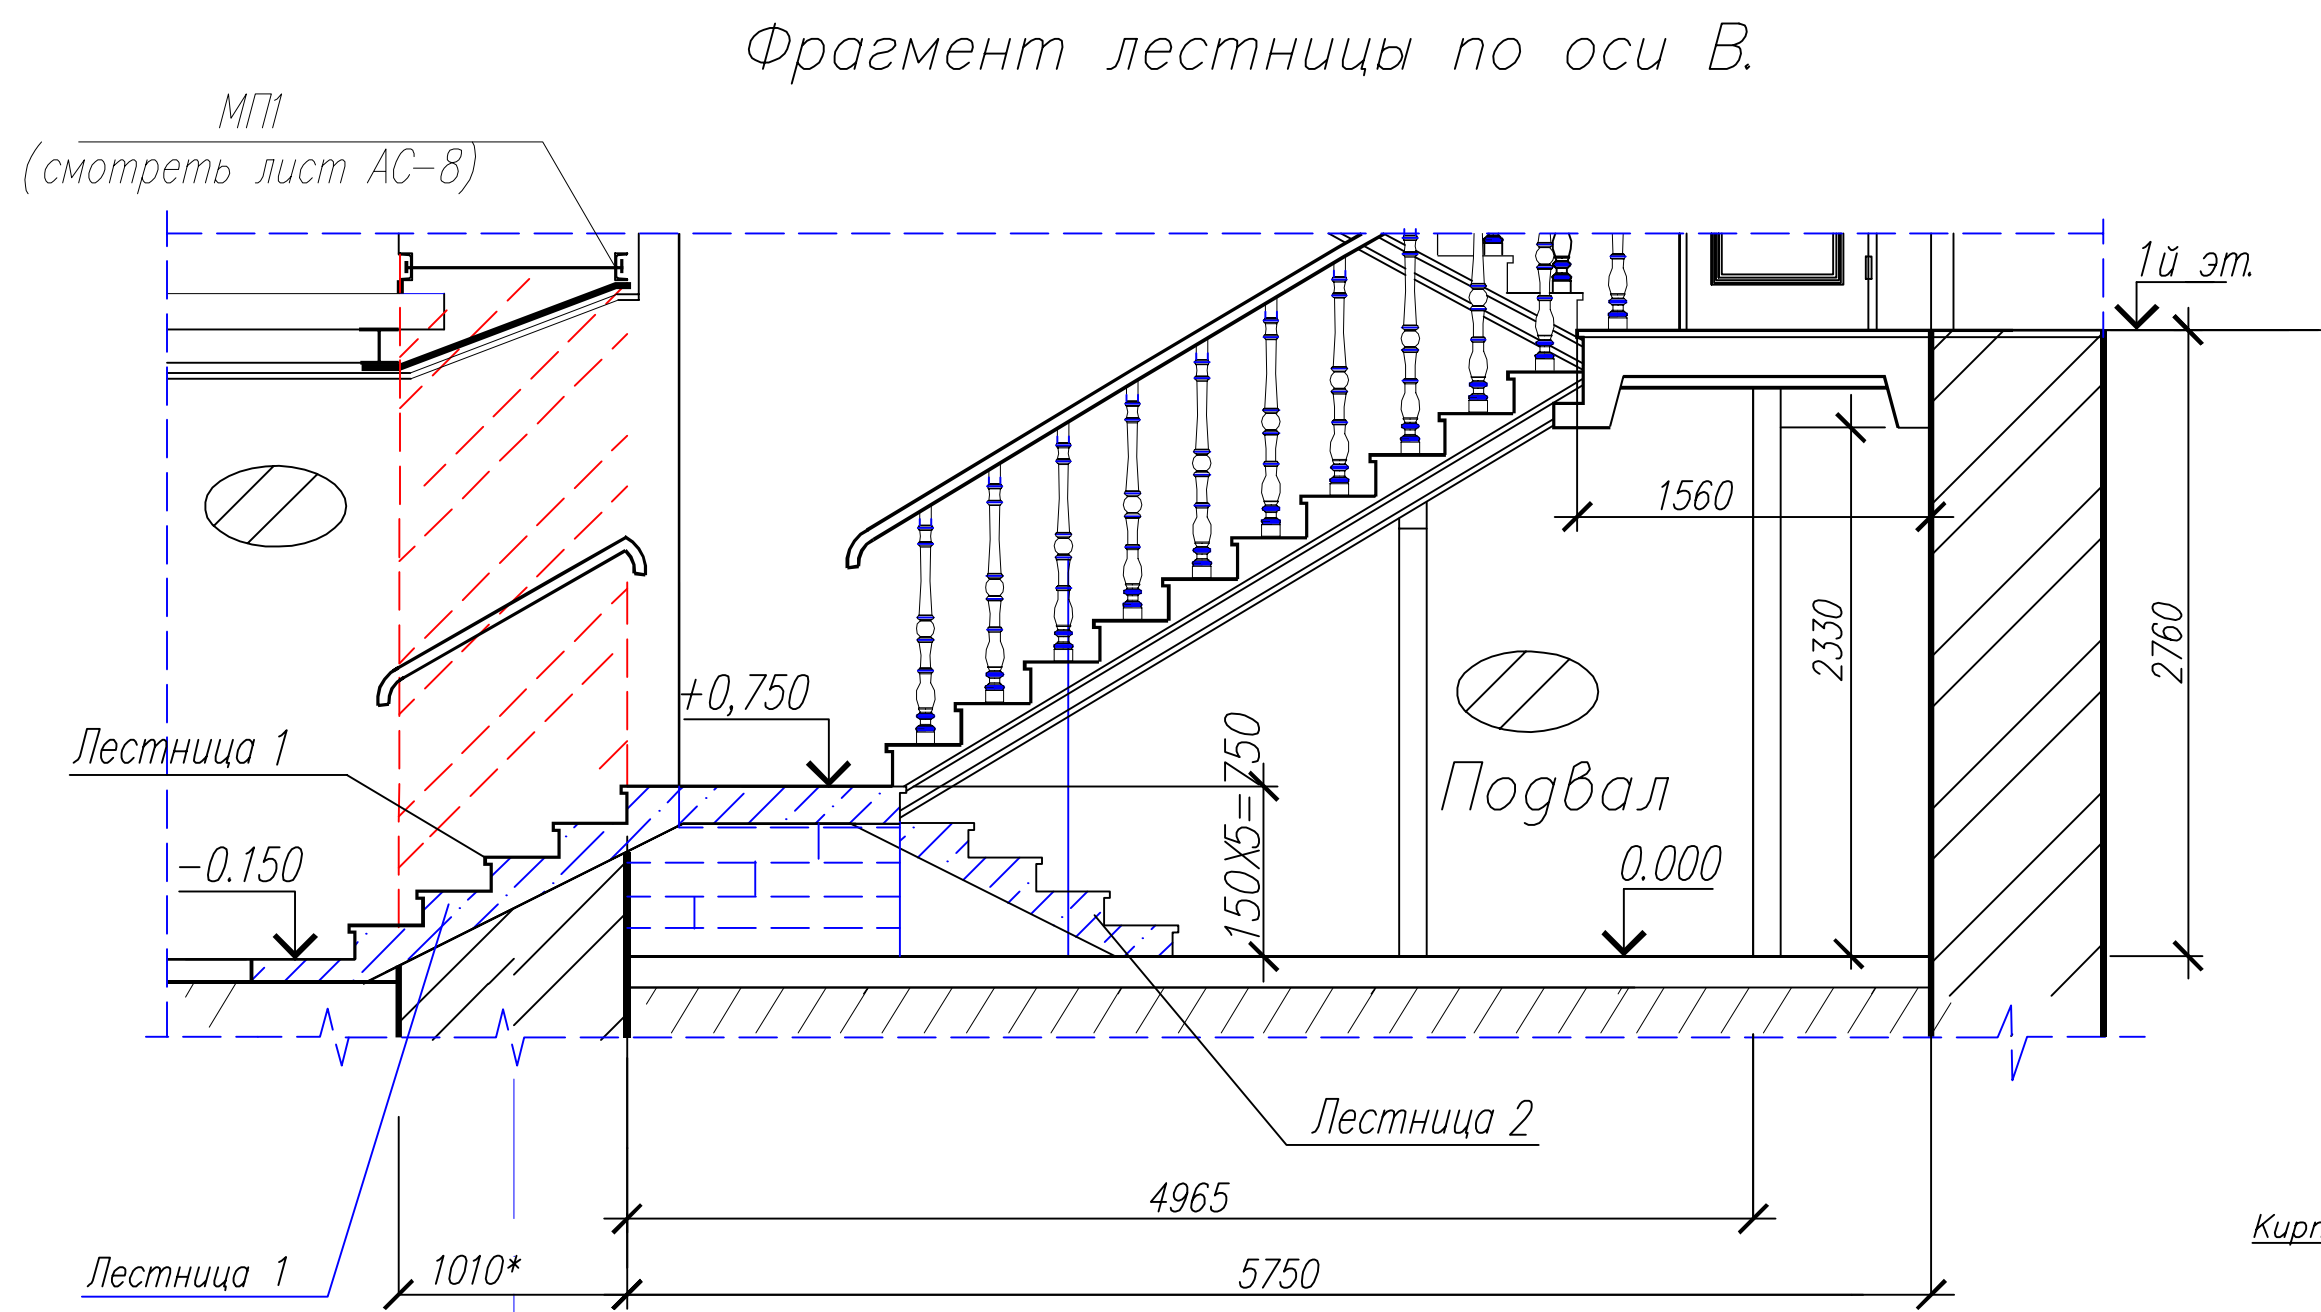 Фрагмент лестницы по оси В.
МП1
(смотреть лист АС-8)
1й эт.
1560
2330
2760
+0,750
Лестница 1
150Х5=750
Подвал
-0.150
0.000
Лестница 2
4965
Лестница 1
1010*
5750